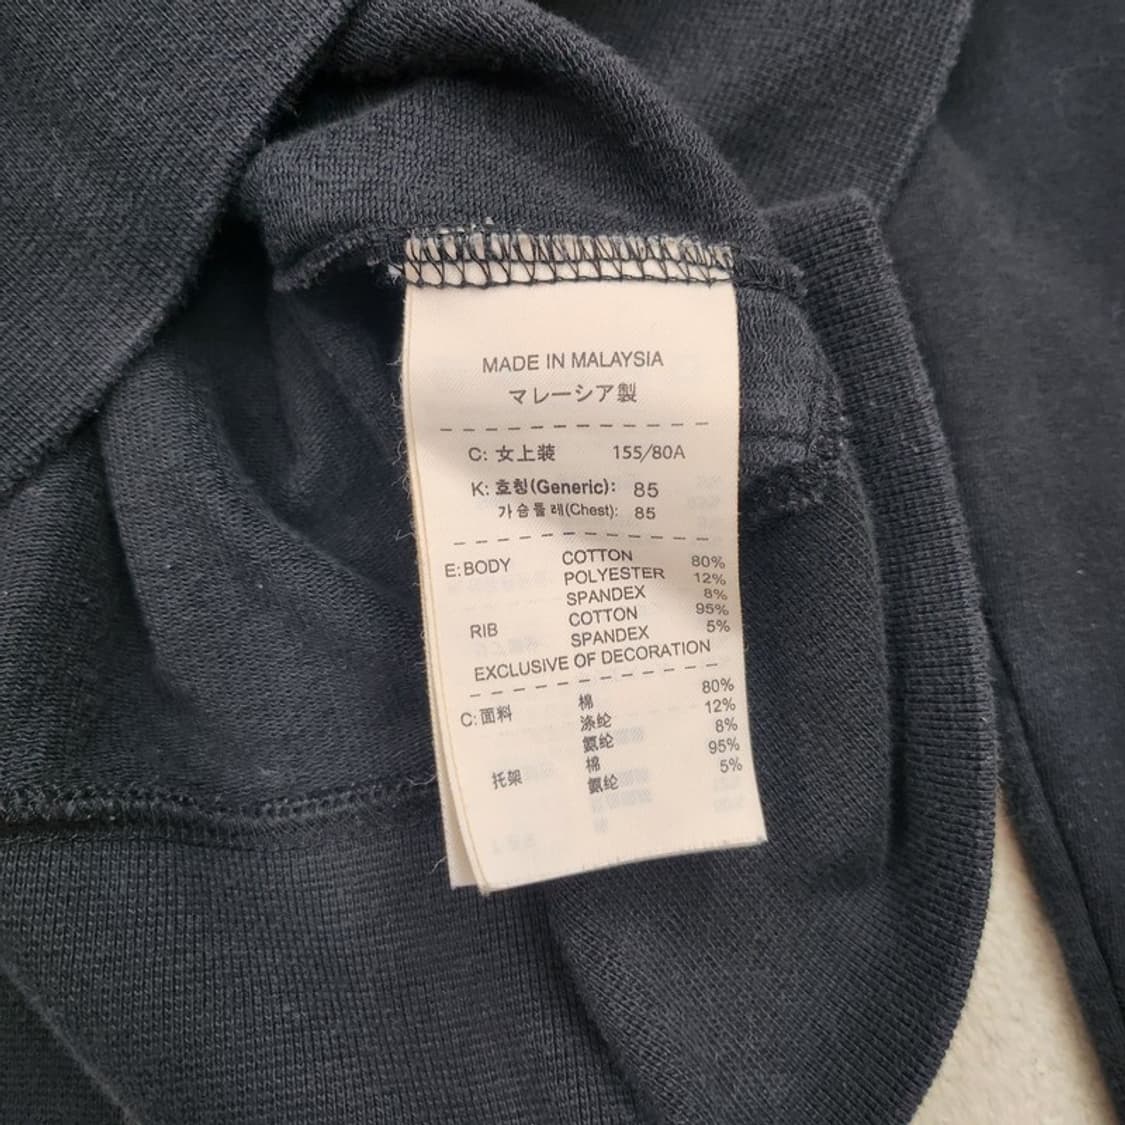 MADE IN MALAYSIA
マレーシア製
C: 女上装 155/80A
K: 호칭(Generic): 85
가슴둘레(Chest): 85
E: BODY COTTON 80%
POLYESTER 12%
SPANDEX 8%
RIB COTTON 95%
SPANDEX 5%
EXCLUSIVE OF DECORATION
C: 面料 棉 80%
涤纶 12%
氨纶 8%
托架 棉 95%
氨纶 5%